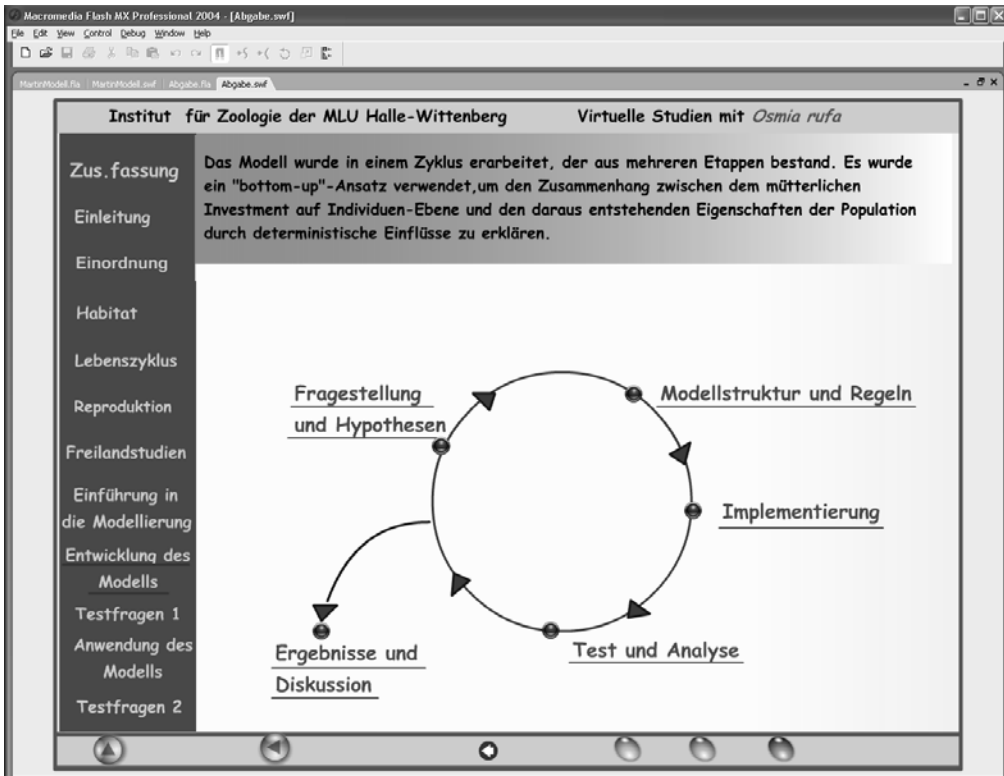 Macromedia Flash MX Professional 2004 - [Abgabe.swf]
File Edit View Control Debug Window Help
MartinModell.fla MartinModell.swf Abgabe.fla Abgabe.swf
Institut für Zoologie der MLU Halle-Wittenberg Virtuelle Studien mit Osmia rufa
Zus.fassung
Einleitung
Einordnung
Habitat
Lebenszyklus
Reproduktion
Freilandstudien
Einführung in
die Modellierung
Entwicklung des
Modells
Testfragen 1
Anwendung des
Modells
Testfragen 2
Das Modell wurde in einem Zyklus erarbeitet, der aus mehreren Etappen bestand. Es wurde
ein "bottom-up"-Ansatz verwendet,um den Zusammenhang zwischen dem mütterlichen
Investment auf Individuen-Ebene und den daraus entstehenden Eigenschaften der Population
durch deterministische Einflüsse zu erklären.
Fragestellung
und Hypothesen
Modellstruktur und Regeln
Implementierung
Test und Analyse
Ergebnisse und
Diskussion